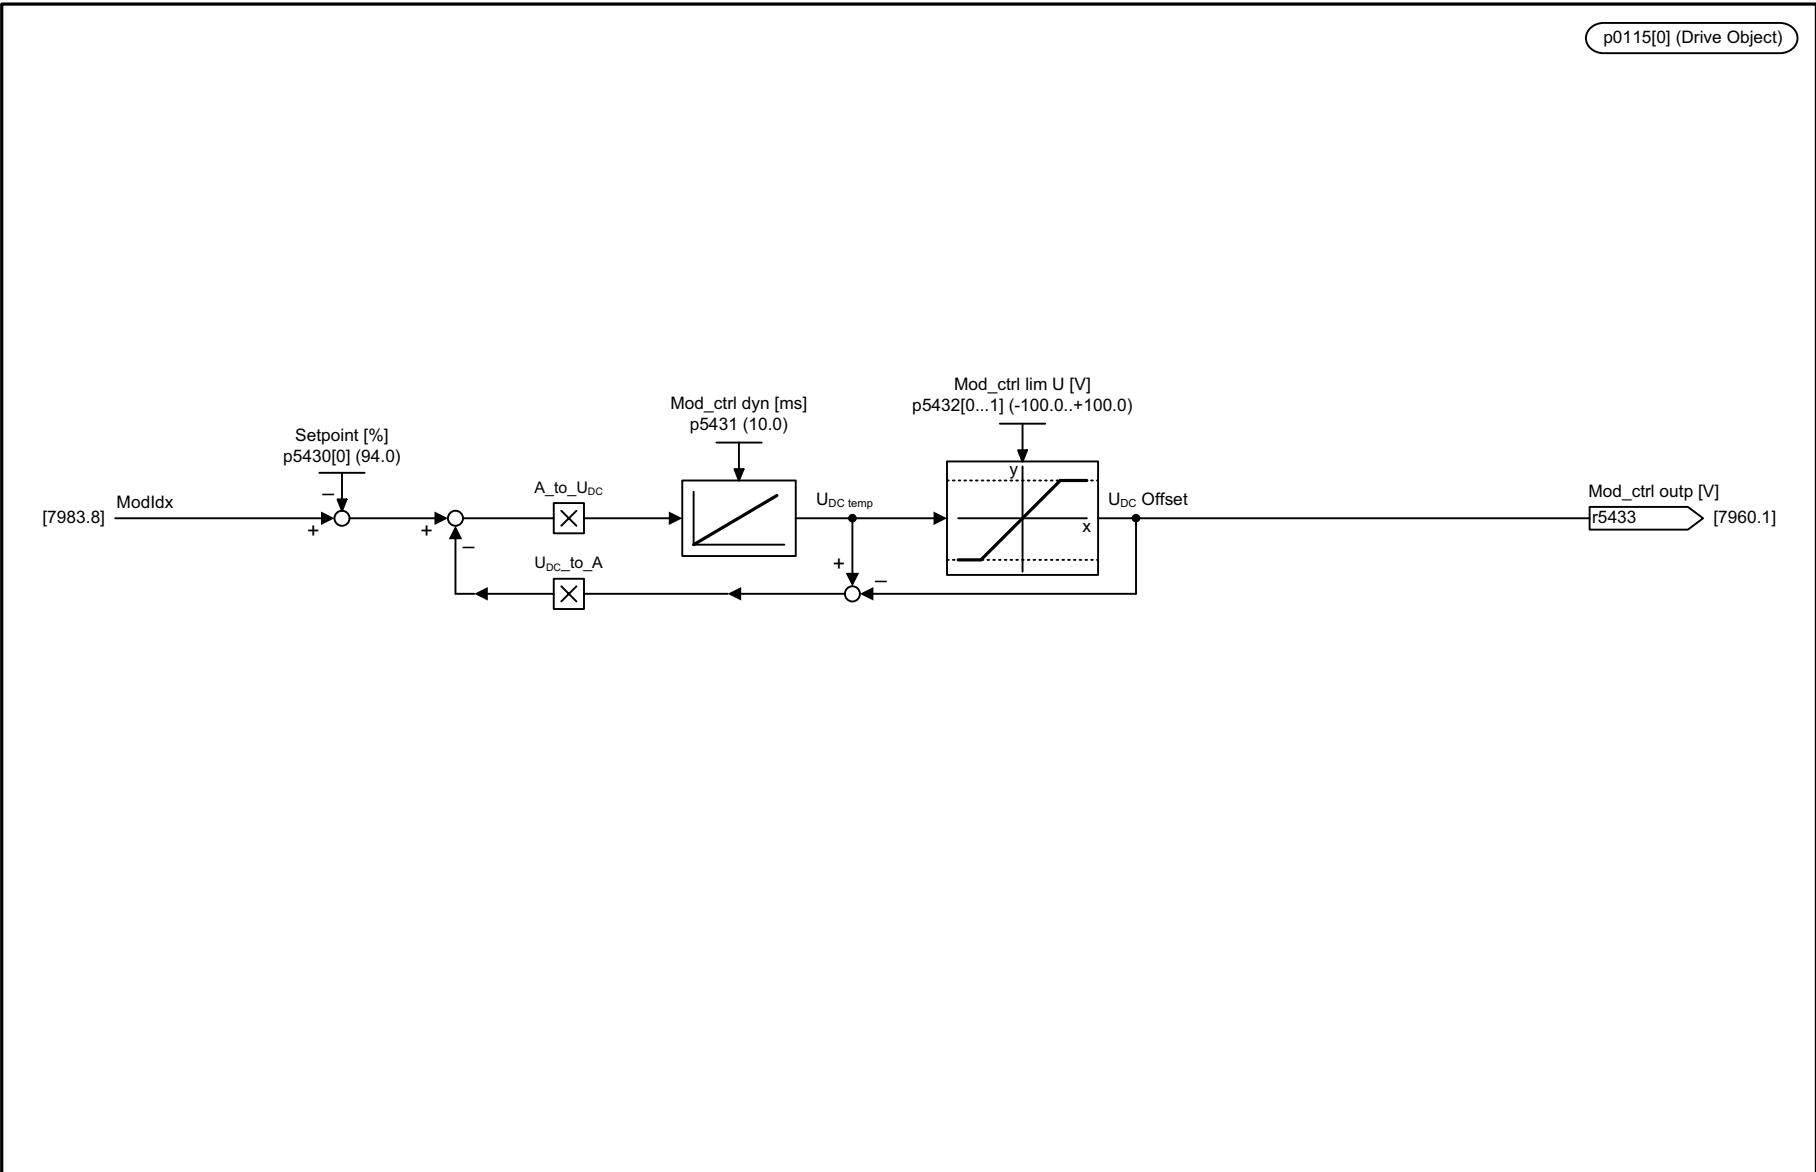 p0115[0] (Drive Object)
Mod_ctrl lim U [V]
p5432[0...1] (-100.0..+100.0)
Mod_ctrl dyn [ms]
p5431 (10.0)
Setpoint [%]
p5430[0] (94.0)
[7983.8]
ModIdx
–
+
+
–
A_to_UDC
UDC_to_A
UDC temp
+
–
y
x
UDC Offset
Mod_ctrl outp [V]
r5433
[7960.1]